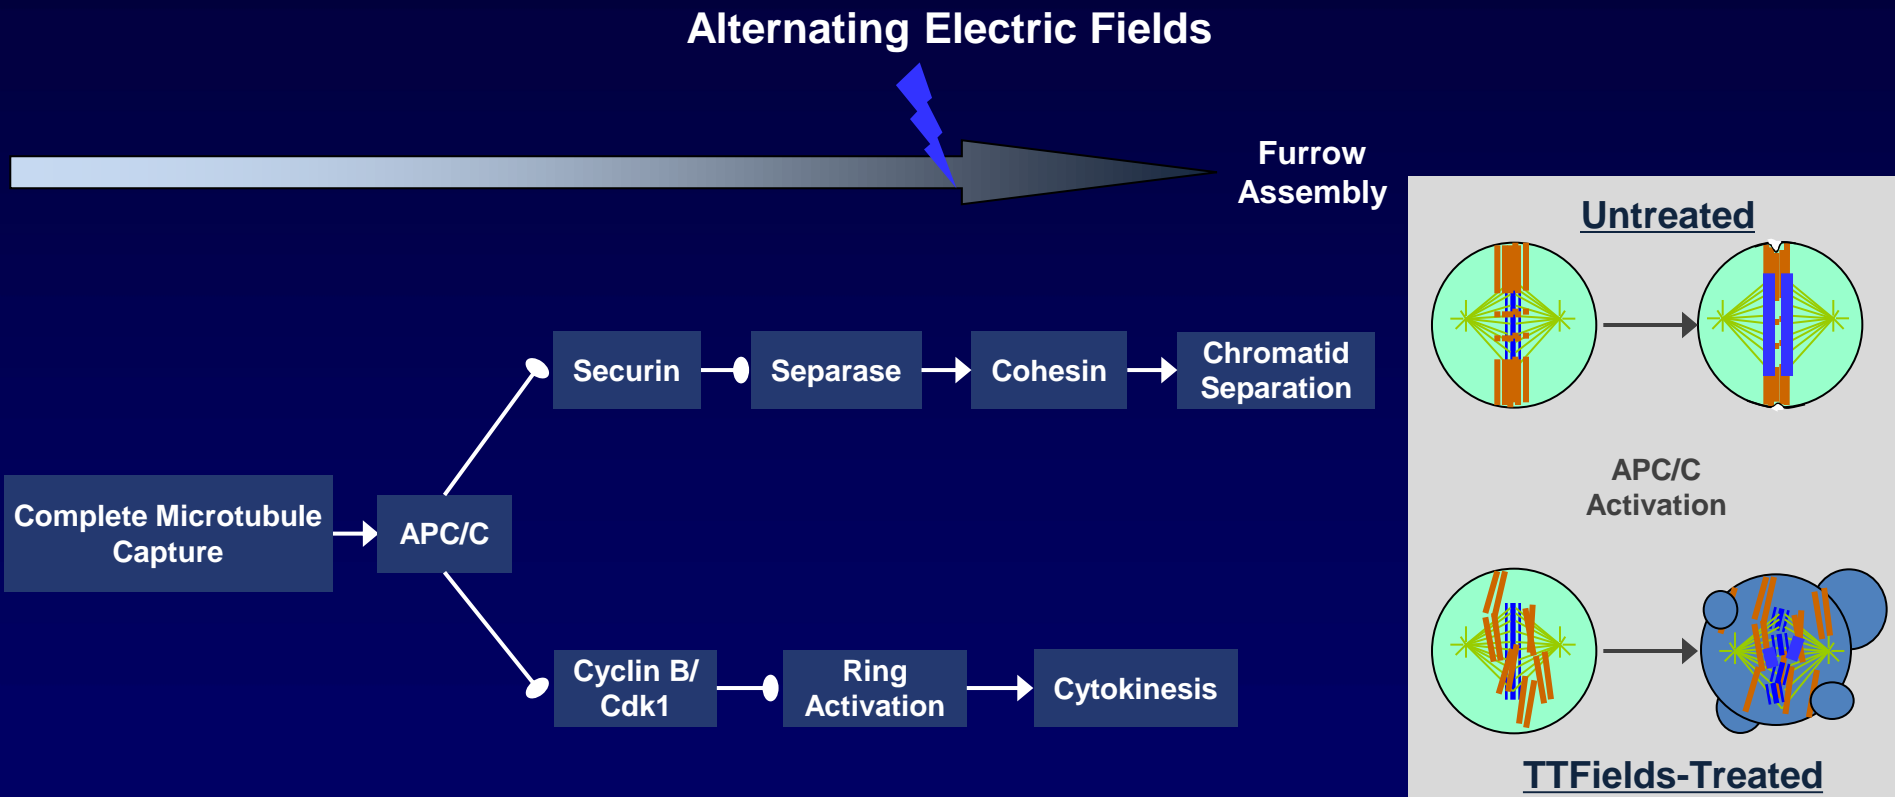 Alternating Electric Fields
Furrow
Assembly
Untreated
Securin
Separase
Cohesin
Chromatid
Separation
APC/C
Activation
Complete Microtubule
Capture
APC/C
Cyclin B/
Cdk1
Ring
Activation
Cytokinesis
TTFields-Treated